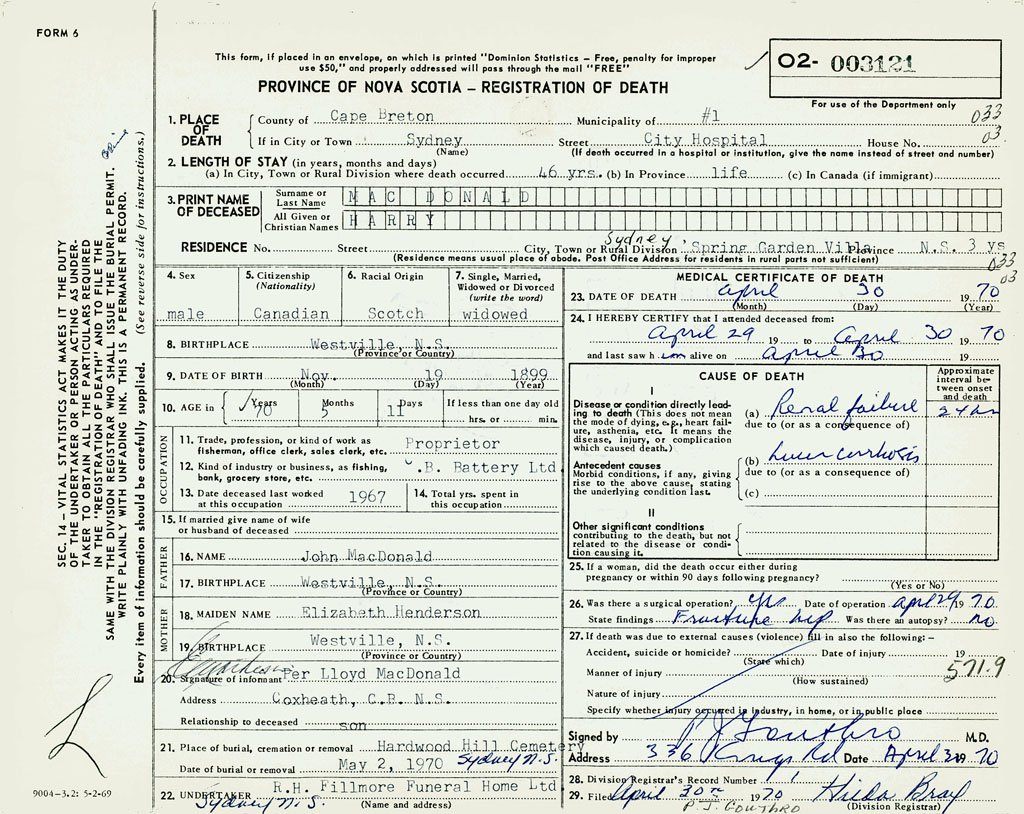 FORM 6
This form, if placed in an envelope, on which is printed "Dominion Statistics – Free, penalty for improper
use $50," and properly addressed will pass through the mail "FREE"
02- 003121
For use of the Department only
PROVINCE OF NOVA SCOTIA – REGISTRATION OF DEATH
1. PLACE OF DEATH
County of Cape Breton Municipality of #1 033
If in City or Town Sydney Street City Hospital House No. 03
(Name) (If death occurred in a hospital or institution, give the name instead of street and number)
2. LENGTH OF STAY (in years, months and days)
(a) In City, Town or Rural Division where death occurred 46 yrs. (b) In Province life (c) In Canada (if immigrant)
3. PRINT NAME OF DECEASED
Surname or Last Name MAC DONALD
All Given or Christian Names HARRY
RESIDENCE No. Street City, Town or Rural Division Sydney, Spring Garden Villa Province N.S. 3 ys
(Residence means usual place of abode. Post Office Address for residents in rural parts not sufficient)
033
03
4. Sex
male
5. Citizenship
(Nationality)
Canadian
6. Racial Origin
Scotch
7. Single, Married,
Widowed or Divorced
(write the word)
widowed
8. BIRTHPLACE Westville, N.S.
(Province or Country)
9. DATE OF BIRTH Nov. 19 1899
(Month) (Day) (Year)
10. AGE in Years 70 Months 5 Days 11 If less than one day old
hrs. or min.
OCCUPATION
11. Trade, profession, or kind of work as
fisherman, office clerk, sales clerk, etc. Proprietor
12. Kind of industry or business, as fishing,
bank, grocery store, etc. .B. Battery Ltd
13. Date deceased last worked
at this occupation 1967
14. Total yrs. spent in
this occupation
15. If married give name of wife
or husband of deceased
FATHER
16. NAME John MacDonald
17. BIRTHPLACE Westville, N.S.
(Province or Country)
MOTHER
18. MAIDEN NAME Elizabeth Henderson
19. BIRTHPLACE Westville, N.S.
(Province or Country)
20. Signature of informant Per Lloyd MacDonald
Address Coxheath, C.B. N.S.
Relationship to deceased son
21. Place of burial, cremation or removal Hardwood Hill Cemetery
Date of burial or removal May 2, 1970 Sydney N.S.
22. UNDERTAKER R.H. Fillmore Funeral Home Ltd
Sydney N.S. (Name and address)
MEDICAL CERTIFICATE OF DEATH
23. DATE OF DEATH April 30 1970
(Month) (Day) (Year)
24. I HEREBY CERTIFY that I attended deceased from:
April 29 19 to April 30 1970
and last saw h im alive on April 30 19
CAUSE OF DEATH
Approximate
interval be-
tween onset
and death
I
Disease or condition directly lead-
ing to death (This does not mean
the mode of dying, e.g., heart fail-
ure, asthenia, etc. It means the
disease, injury, or complication
which caused death.)
(a) Renal failure 24 hrs
due to (or as a consequence of)
Antecedent causes
Morbid conditions, if any, giving
rise to the above cause, stating
the underlying condition last.
(b) Liver cirrhosis
due to (or as a consequence of)
(c)
II
Other significant conditions
contributing to the death, but not
related to the disease or condi-
tion causing it.
25. If a woman, did the death occur either during
pregnancy or within 90 days following pregnancy?
(Yes or No)
26. Was there a surgical operation? yes Date of operation April 29 1970
State findings Fracture hip Was there an autopsy? no
27. If death was due to external causes (violence) fill in also the following: –
Accident, suicide or homicide? Date of injury 19
(State which)
Manner of injury 571.9
(How sustained)
Nature of injury
Specify whether injury occurred in industry, in home, or in public place
Signed by P J Gouthro M.D.
Address 336 Kings Rd Date April 30 1970
28. Division Registrar's Record Number
29. Filed April 30th 1970 Hilda Bray
P. J. GOUTHRO (Division Registrar)
SEC. 14 – VITAL STATISTICS ACT MAKES IT THE DUTY
OF THE UNDERTAKER OR PERSON ACTING AS UNDER-
TAKER TO OBTAIN ALL THE PARTICULARS REQUIRED
IN THE "REGISTRATION OF DEATH" AND TO FILE THE
SAME WITH THE DIVISION REGISTRAR WHO SHALL ISSUE THE BURIAL PERMIT.
WRITE PLAINLY WITH UNFADING INK. THIS IS A PERMANENT RECORD.
Every item of information should be carefully supplied. (See reverse side for instructions.)
9004-3.2: 5-2-69